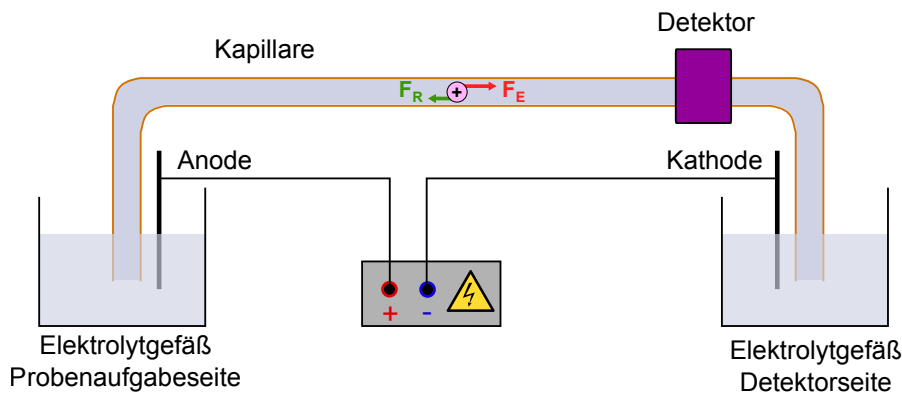 Detektor
Kapillare
F_R + F_E
Anode
Kathode
+ -
Elektrolytgefäß
Probenaufgabeseite
Elektrolytgefäß
Detektorseite